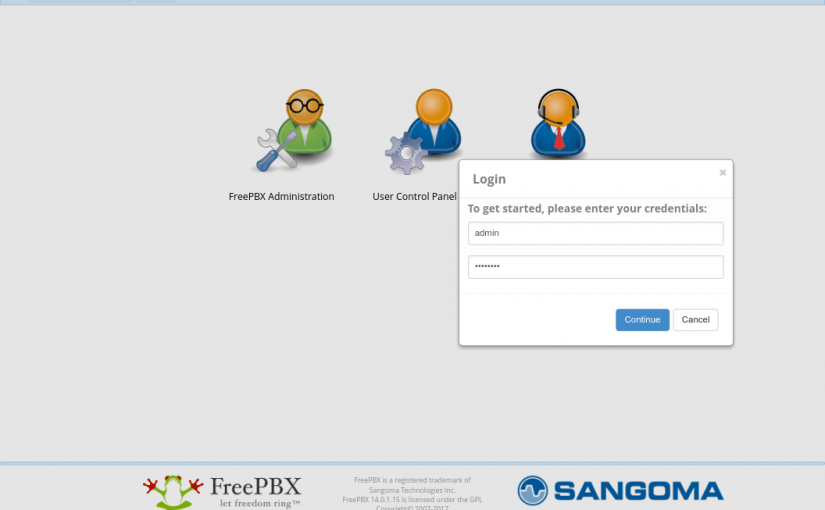 FreePBX Administration
User Control Panel
Login
×
To get started, please enter your credentials:
admin
••••••••
Continue
Cancel
FreePBX
let freedom ring™
FreePBX is a registered trademark of
Sangoma Technologies Inc.
FreePBX 14.0.1.15 is licensed under the GPL
Copyright© 2007-2017
SANGOMA